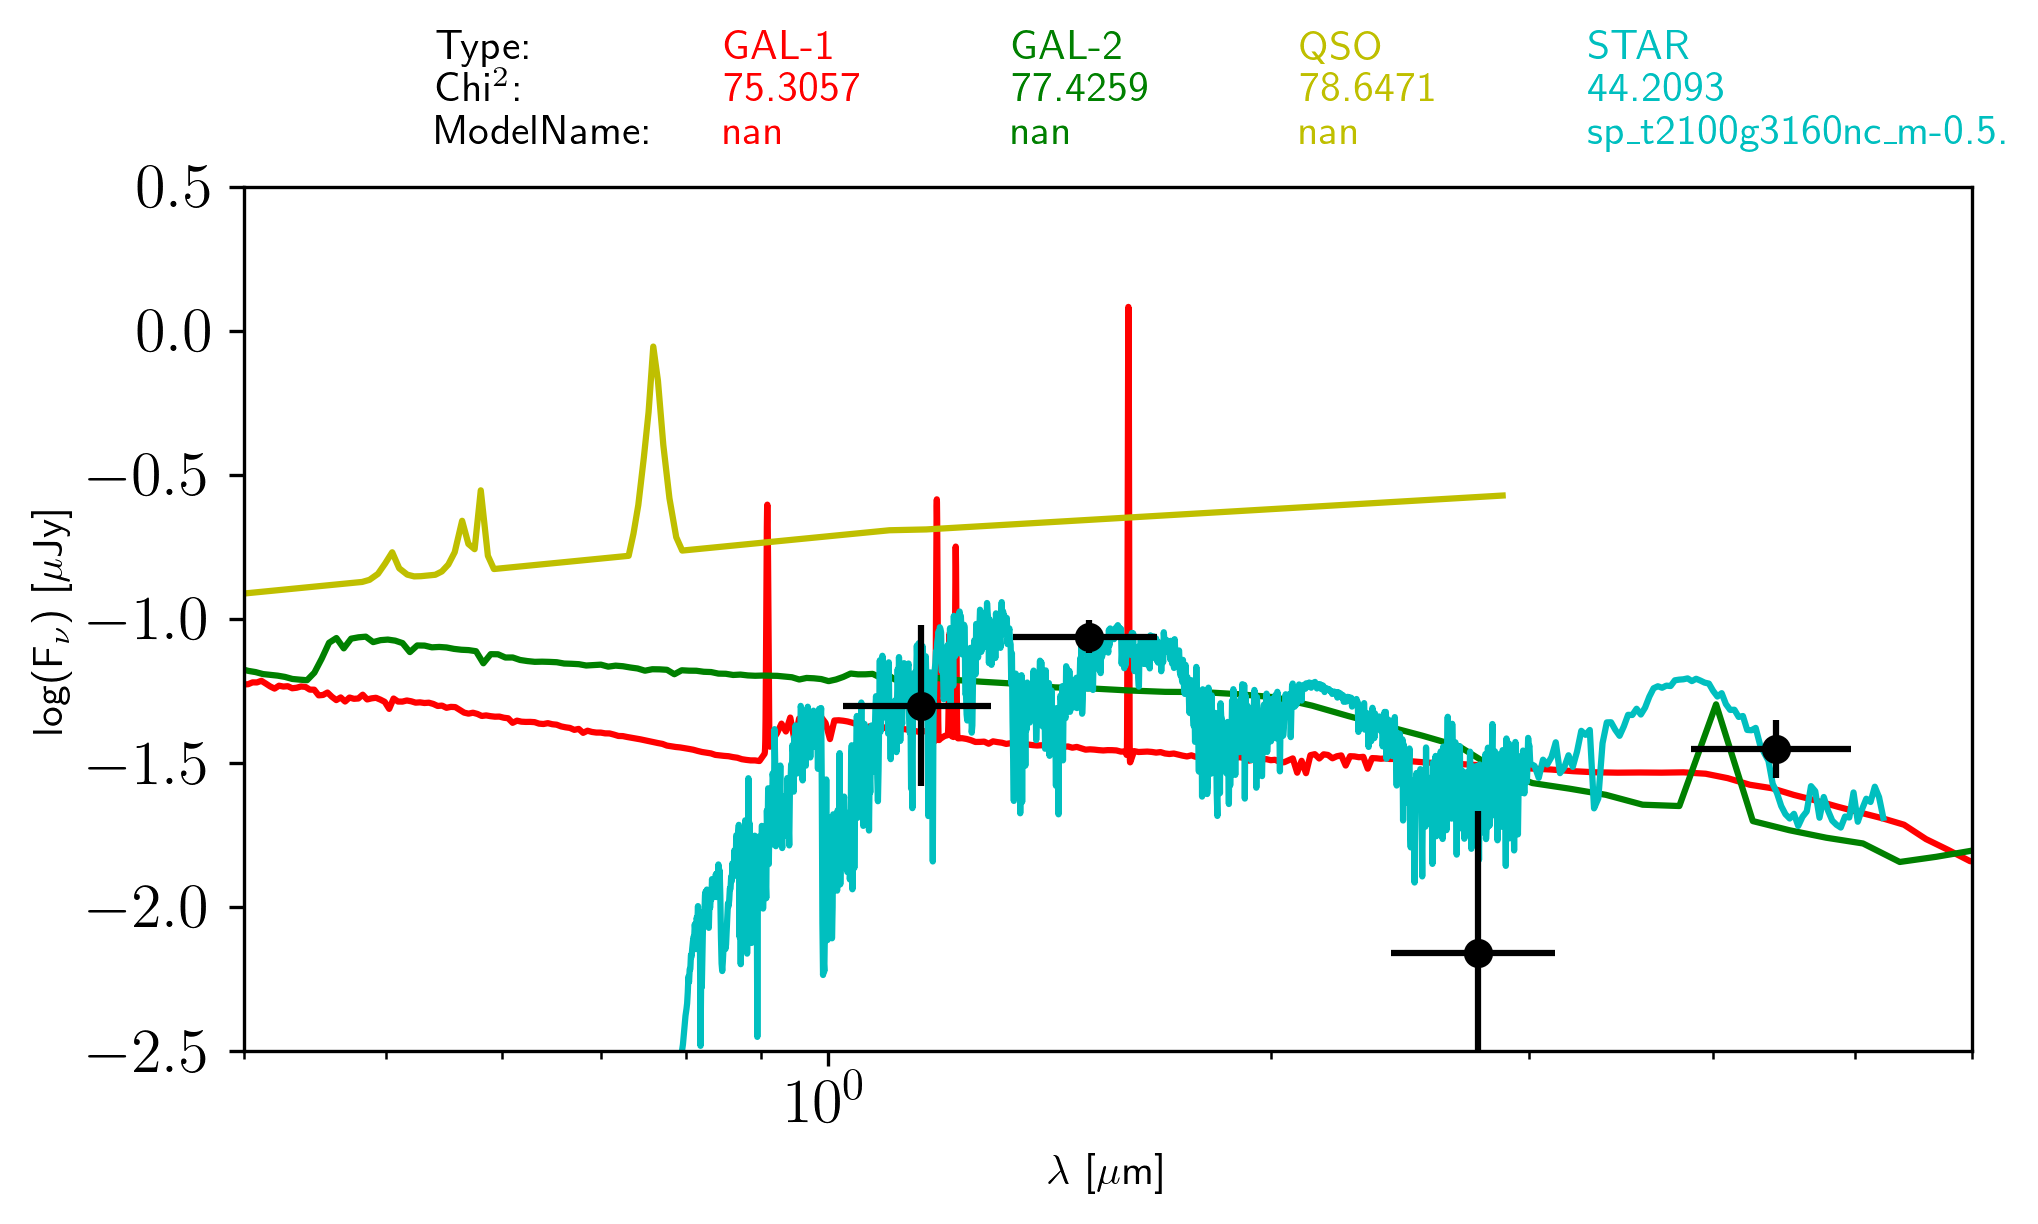 Type: GAL-1 GAL-2 QSO STAR
Chi²: 75.3057 77.4259 78.6471 44.2093
ModelName: nan nan nan sp_t2100g3160nc_m-0.5.
0.5
0.0
−0.5
−1.0
−1.5
−2.0
−2.5
log(Fν) [μJy]
10⁰
λ [μm]